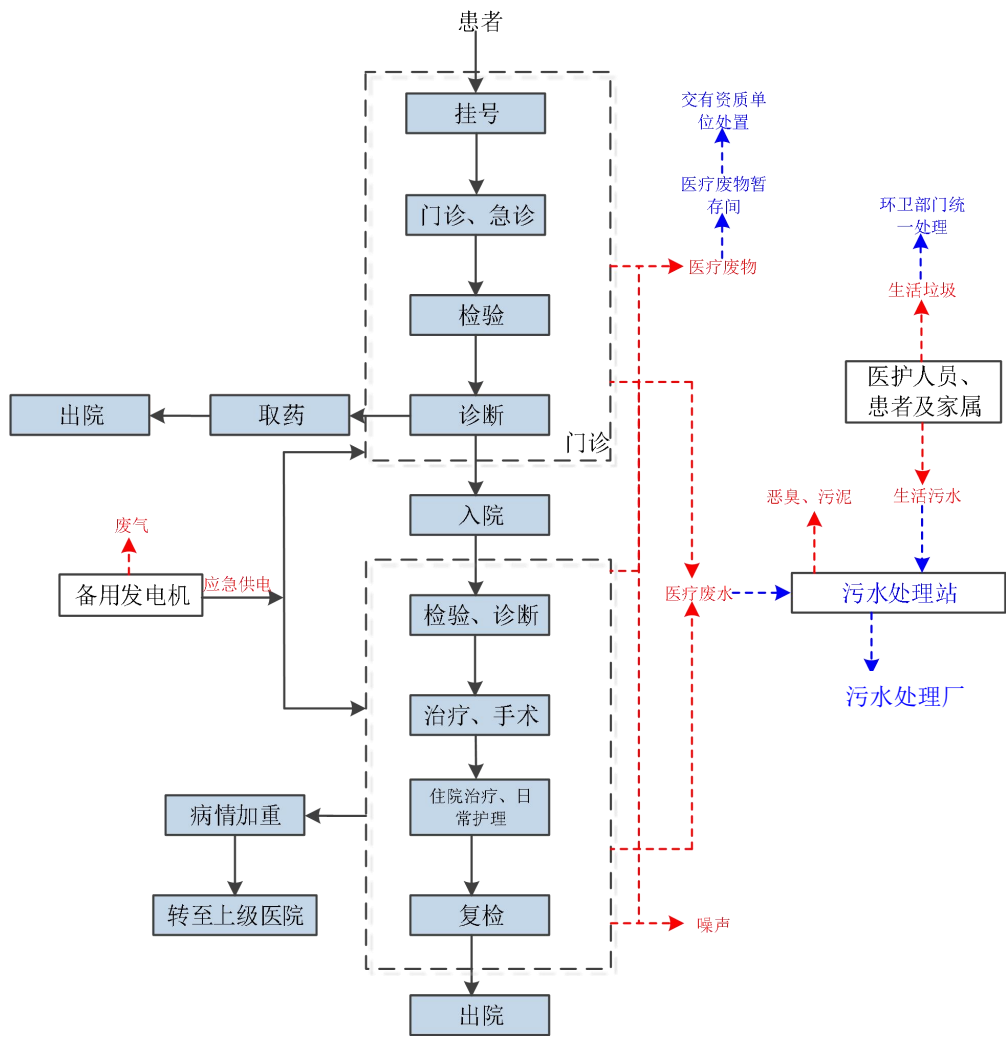 患者
挂号
交有资质单
位处置
医疗废物暂
存间
门诊、急诊
环卫部门统
一处理
医疗废物
生活垃圾
检验
医护人员、
患者及家属
出院
取药
诊断
门诊
入院
恶臭、污泥
生活污水
废气
备用发电机
应急供电
检验、诊断
医疗废水
污水处理站
治疗、手术
污水处理厂
住院治疗、日
常护理
病情加重
转至上级医院
复检
噪声
出院